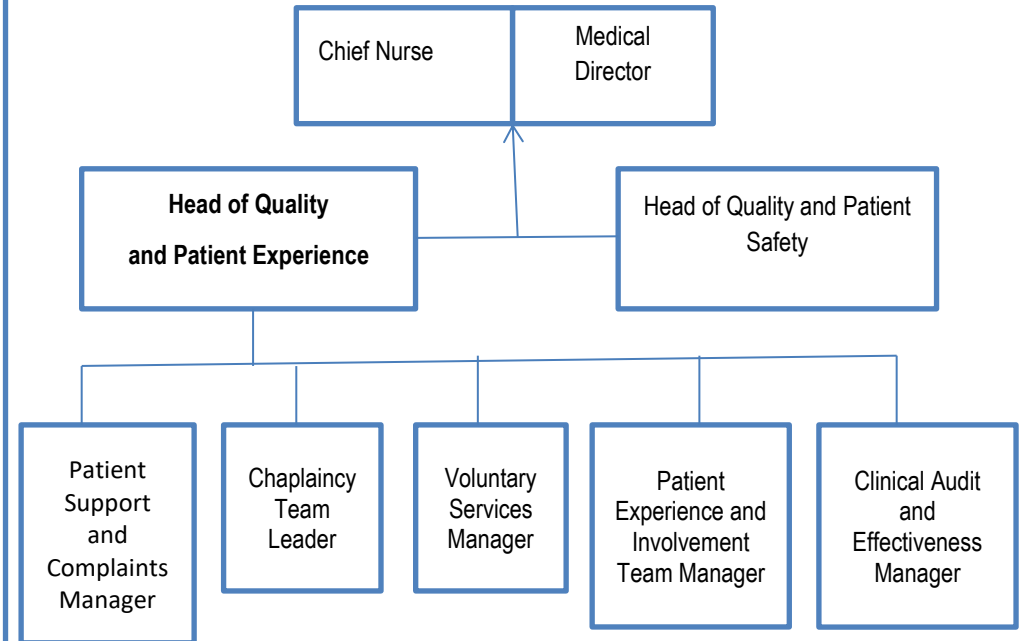 Chief Nurse
Medical
Director
Head of Quality
and Patient Experience
Head of Quality and Patient
Safety
Patient
Support
and
Complaints
Manager
Chaplaincy
Team
Leader
Voluntary
Services
Manager
Patient
Experience and
Involvement
Team Manager
Clinical Audit
and
Effectiveness
Manager